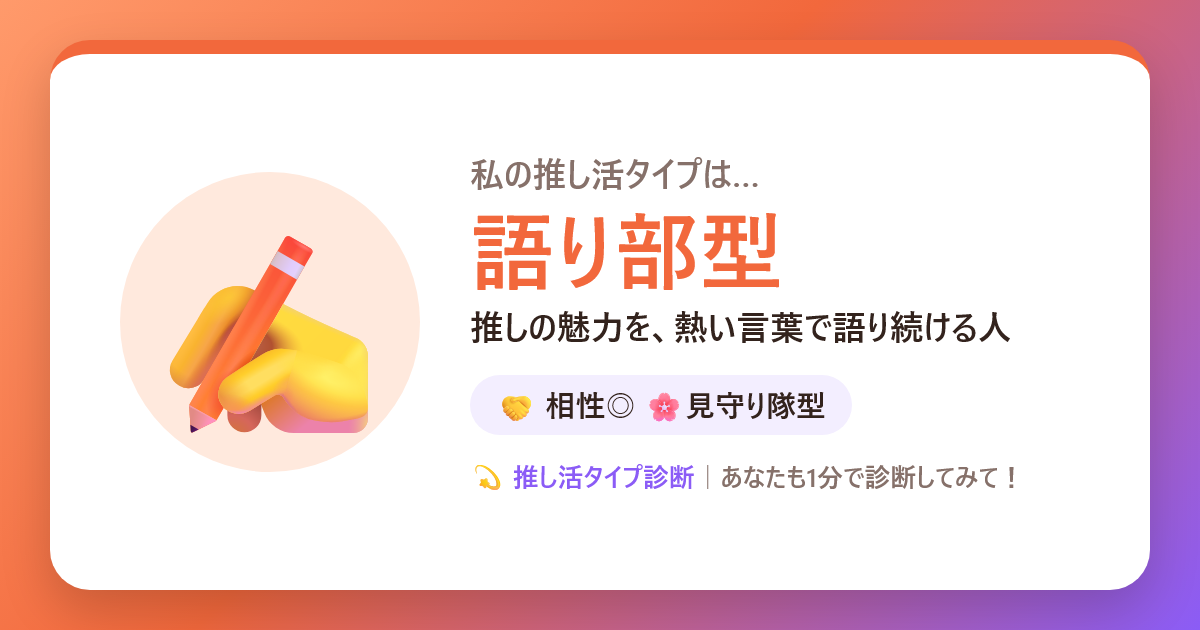 私の推し活タイプは…
語り部型
推しの魅力を、熱い言葉で語り続ける人
🤝 相性◎ 🌸見守り隊型
💫 推し活タイプ診断｜あなたも1分で診断してみて！